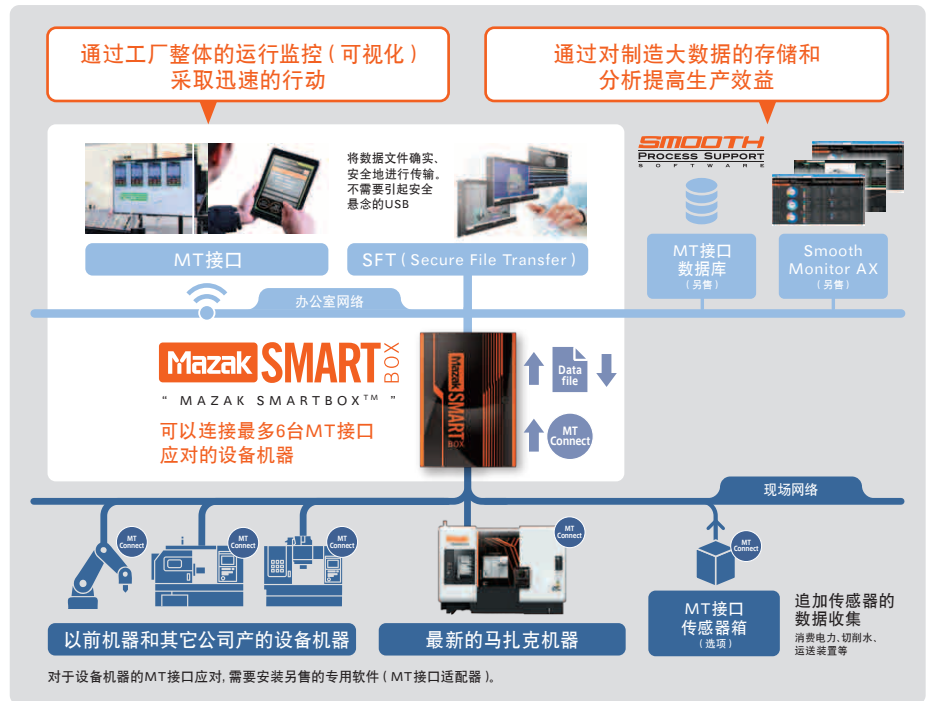 通过工厂整体的运行监控（可视化）
采取迅速的行动
通过对制造大数据的存储和
分析提高生产效益
将数据文件确实、
安全地进行传输。
不需要引起安全
悬念的USB
SMOOTH
PROCESS SUPPORT
SOFTWARE
MT接口
SFT（Secure File Transfer）
MT接口
数据库
（另售）
Smooth
Monitor AX
（另售）
办公室网络
Mazak SMART BOX
“ MAZAK SMARTBOX™ ”
可以连接最多6台MT接口
应对的设备机器
Mazak SMART BOX
Data
file
MT
Connect
现场网络
MT
Connect
MT
Connect
MT
Connect
MT
Connect
MT
Connect
以前机器和其它公司产的设备机器
最新的马扎克机器
MT接口
传感器箱
（选项）
追加传感器的
数据收集
消费电力、切削水、
运送装置等
对于设备机器的MT接口应对，需要安装另售的专用软件（MT接口适配器）。